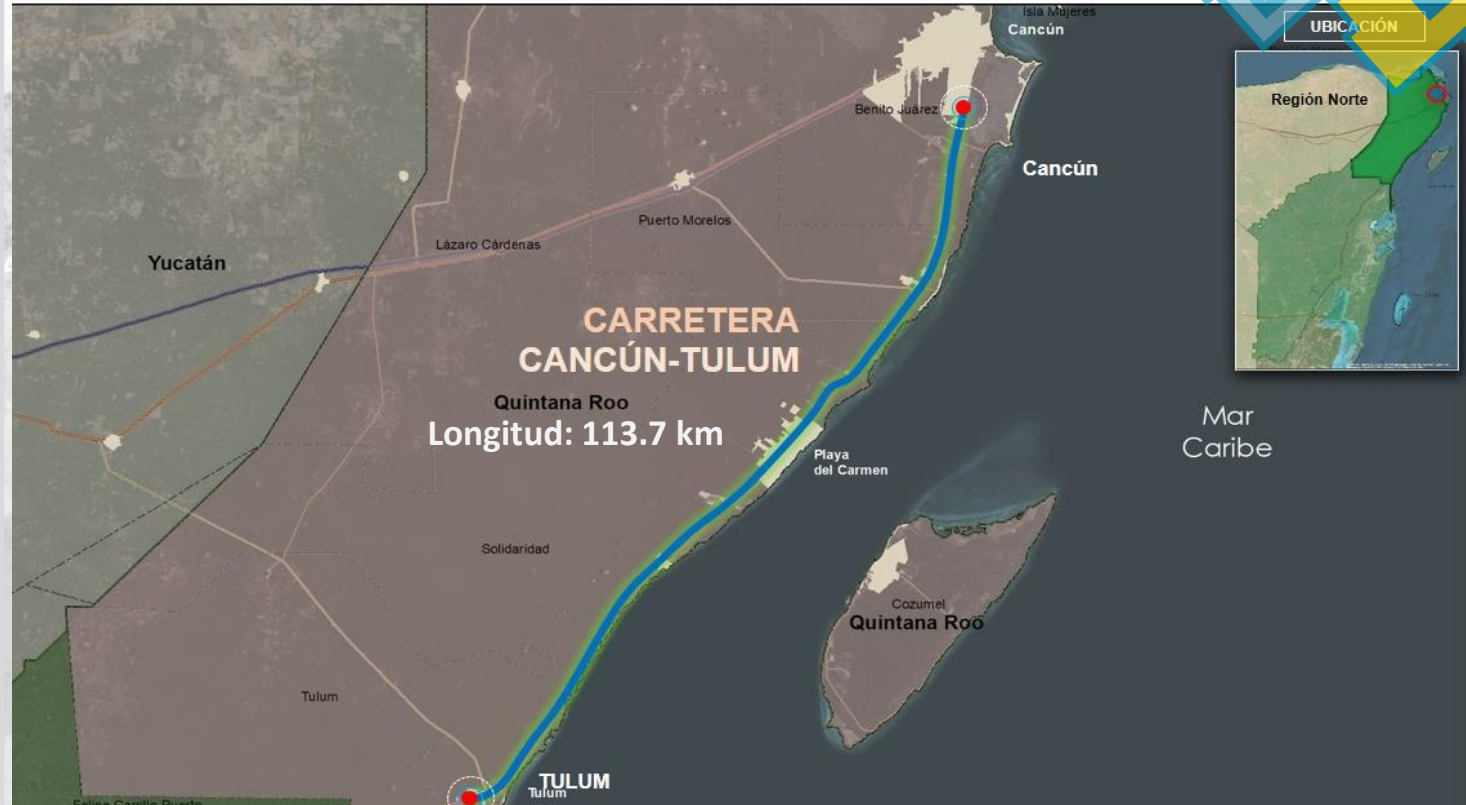 Isla Mujeres
Cancún
UBICACIÓN
Región Norte
Benito Juárez
Cancún
Puerto Morelos
Lázaro Cárdenas
Yucatán
CARRETERA
CANCÚN-TULUM
Quintana Roo
Longitud: 113.7 km
Mar
Caribe
Playa
del Carmen
Solidaridad
Cozumel
Quintana Roo
Tulum
TULUM
Tulum
Felipe Carrillo Puerto